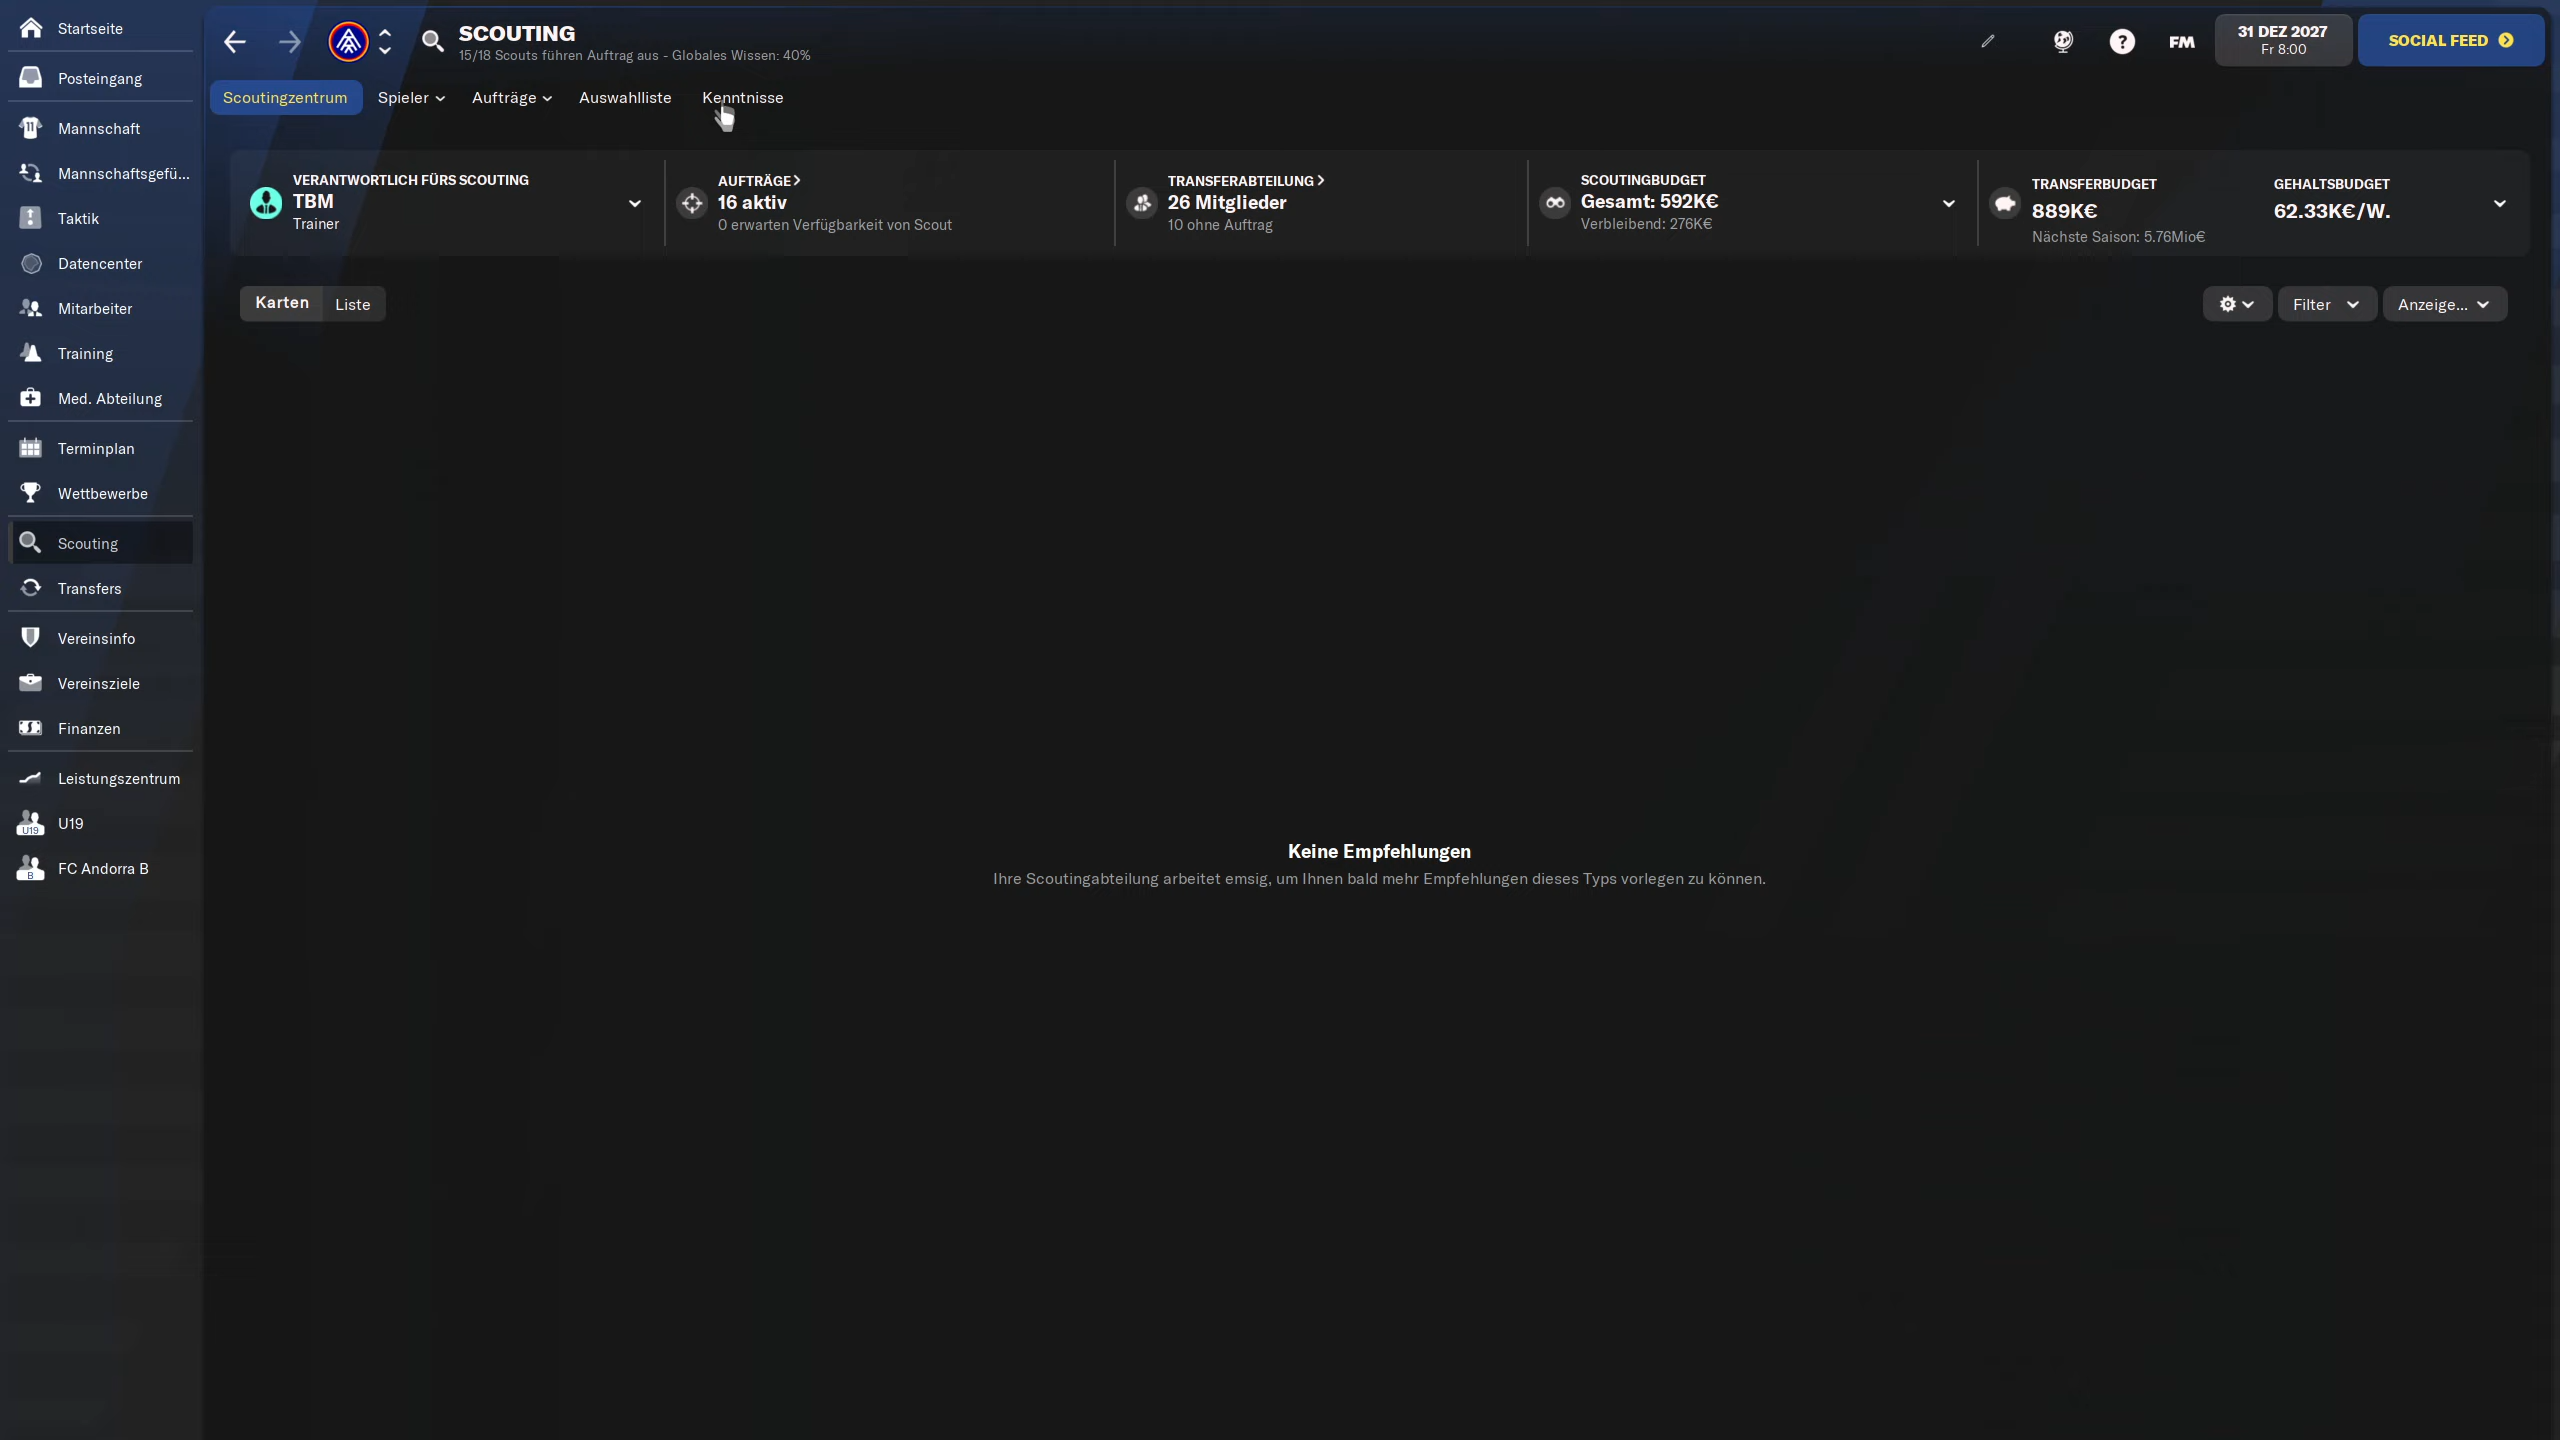 Startseite
Posteingang
Mannschaft
Mannschaftsgefü...
Taktik
Datencenter
Mitarbeiter
Training
Med. Abteilung
Terminplan
Wettbewerbe
Scouting
Transfers
Vereinsinfo
Vereinsziele
Finanzen
Leistungszentrum
U19
U19
B
FC Andorra B
SCOUTING
15/18 Scouts führen Auftrag aus - Globales Wissen: 40%
?
FM
31 DEZ 2027
Fr 8:00
SOCIAL FEED
Scoutingzentrum
Spieler
Aufträge
Auswahlliste
Kenntnisse
VERANTWORTLICH FÜRS SCOUTING
TBM
Trainer
AUFTRÄGE
16 aktiv
0 erwarten Verfügbarkeit von Scout
TRANSFERABTEILUNG
26 Mitglieder
10 ohne Auftrag
SCOUTINGBUDGET
Gesamt: 592K€
Verbleibend: 276K€
TRANSFERBUDGET
889K€
Nächste Saison: 5.76Mio€
GEHALTSBUDGET
62.33K€/W.
Karten
Liste
Filter
Anzeige...
Keine Empfehlungen
Ihre Scoutingabteilung arbeitet emsig, um Ihnen bald mehr Empfehlungen dieses Typs vorlegen zu können.